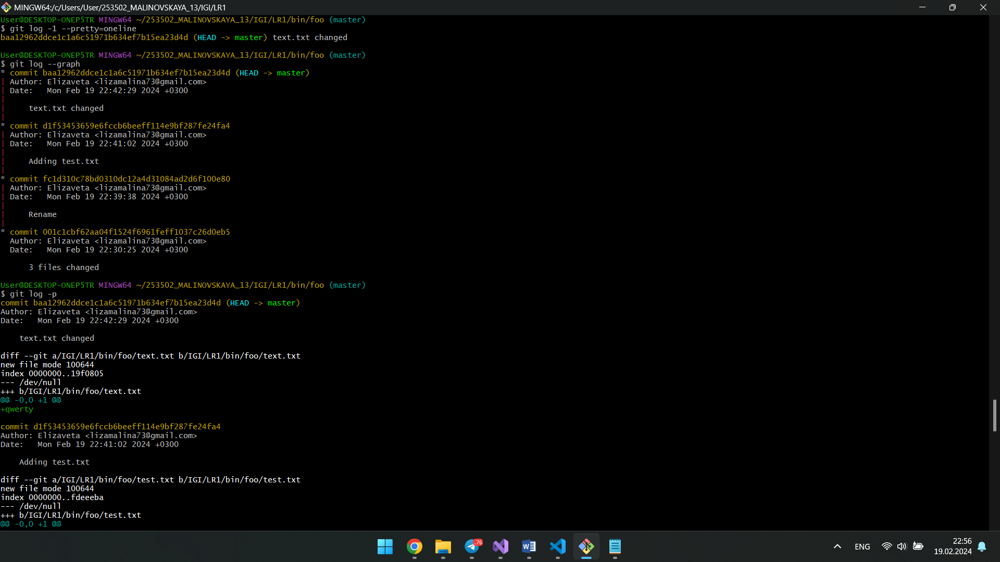 MINGW64:/c/Users/User/253502_MALINOVSKAYA_13/IGI/LR1
User@DESKTOP-ONEP5TR MINGW64 ~/253502_MALINOVSKAYA_13/IGI/LR1/bin/foo (master)
$ git log -1 --pretty=oneline
baa12962ddce1c1a6c51971b634ef7b15ea23d4d (HEAD -> master) text.txt changed
User@DESKTOP-ONEP5TR MINGW64 ~/253502_MALINOVSKAYA_13/IGI/LR1/bin/foo (master)
$ git log --graph
* commit baa12962ddce1c1a6c51971b634ef7b15ea23d4d (HEAD -> master)
| Author: Elizaveta <lizamalina73@gmail.com>
| Date:   Mon Feb 19 22:42:29 2024 +0300
|
|     text.txt changed
|
* commit d1f53453659e6fccb6beeff114e9bf287fe24fa4
| Author: Elizaveta <lizamalina73@gmail.com>
| Date:   Mon Feb 19 22:41:02 2024 +0300
|
|     Adding test.txt
|
* commit fc1d310c78bd0310dc12a4d31084ad2d6f100e80
| Author: Elizaveta <lizamalina73@gmail.com>
| Date:   Mon Feb 19 22:39:38 2024 +0300
|
|     Rename
|
* commit 001c1cbf62aa04f1524f6961feff1037c26d0eb5
  Author: Elizaveta <lizamalina73@gmail.com>
  Date:   Mon Feb 19 22:30:25 2024 +0300
      3 files changed
User@DESKTOP-ONEP5TR MINGW64 ~/253502_MALINOVSKAYA_13/IGI/LR1/bin/foo (master)
$ git log -p
commit baa12962ddce1c1a6c51971b634ef7b15ea23d4d (HEAD -> master)
Author: Elizaveta <lizamalina73@gmail.com>
Date:   Mon Feb 19 22:42:29 2024 +0300
    text.txt changed
diff --git a/IGI/LR1/bin/foo/text.txt b/IGI/LR1/bin/foo/text.txt
new file mode 100644
index 0000000..19f0805
--- /dev/null
+++ b/IGI/LR1/bin/foo/text.txt
@@ -0,0 +1 @@
+qwerty
commit d1f53453659e6fccb6beeff114e9bf287fe24fa4
Author: Elizaveta <lizamalina73@gmail.com>
Date:   Mon Feb 19 22:41:02 2024 +0300
    Adding test.txt
diff --git a/IGI/LR1/bin/foo/test.txt b/IGI/LR1/bin/foo/test.txt
new file mode 100644
index 0000000..fdeeeba
--- /dev/null
+++ b/IGI/LR1/bin/foo/test.txt
@@ -0,0 +1 @@
..76
W
ENG
22:56
19.02.2024